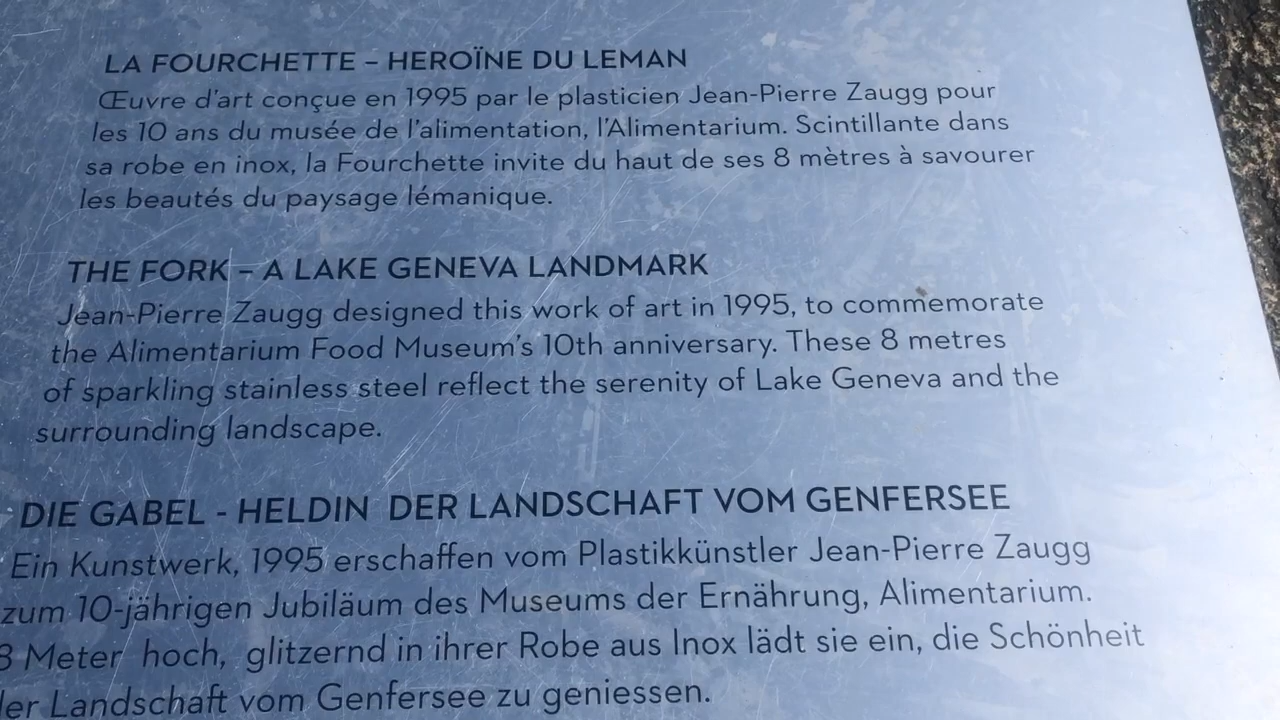 LA FOURCHETTE – HEROÏNE DU LEMAN
Œuvre d'art conçue en 1995 par le plasticien Jean-Pierre Zaugg pour
les 10 ans du musée de l'alimentation, l'Alimentarium. Scintillante dans
sa robe en inox, la Fourchette invite du haut de ses 8 mètres à savourer
les beautés du paysage lémanique.
THE FORK – A LAKE GENEVA LANDMARK
Jean-Pierre Zaugg designed this work of art in 1995, to commemorate
the Alimentarium Food Museum's 10th anniversary. These 8 metres
of sparkling stainless steel reflect the serenity of Lake Geneva and the
surrounding landscape.
DIE GABEL - HELDIN DER LANDSCHAFT VOM GENFERSEE
Ein Kunstwerk, 1995 erschaffen vom Plastikkünstler Jean-Pierre Zaugg
zum 10-jährigen Jubiläum des Museums der Ernährung, Alimentarium.
8 Meter hoch, glitzernd in ihrer Robe aus Inox lädt sie ein, die Schönheit
der Landschaft vom Genfersee zu geniessen.